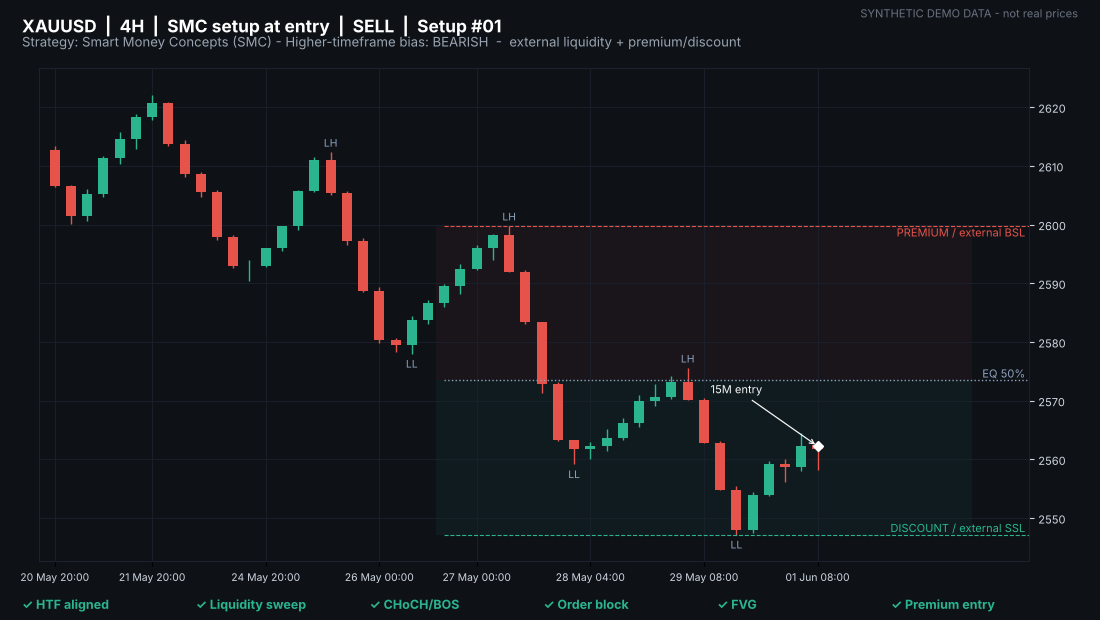 SYNTHETIC DEMO DATA - not real prices
XAUUSD | 4H | SMC setup at entry | SELL | Setup #01
Strategy: Smart Money Concepts (SMC) - Higher-timeframe bias: BEARISH - external liquidity + premium/discount
2620
LH
2610
LH
2600
PREMIUM / external BSL
2590
2580
LH
LL
EQ 50%
15M entry
2570
2560
LL
DISCOUNT / external SSL
2550
LL
20 May 20:00 21 May 20:00 24 May 20:00 26 May 00:00 27 May 00:00 28 May 04:00 29 May 08:00 01 Jun 08:00
✓ HTF aligned ✓ Liquidity sweep ✓ CHoCH/BOS ✓ Order block ✓ FVG ✓ Premium entry